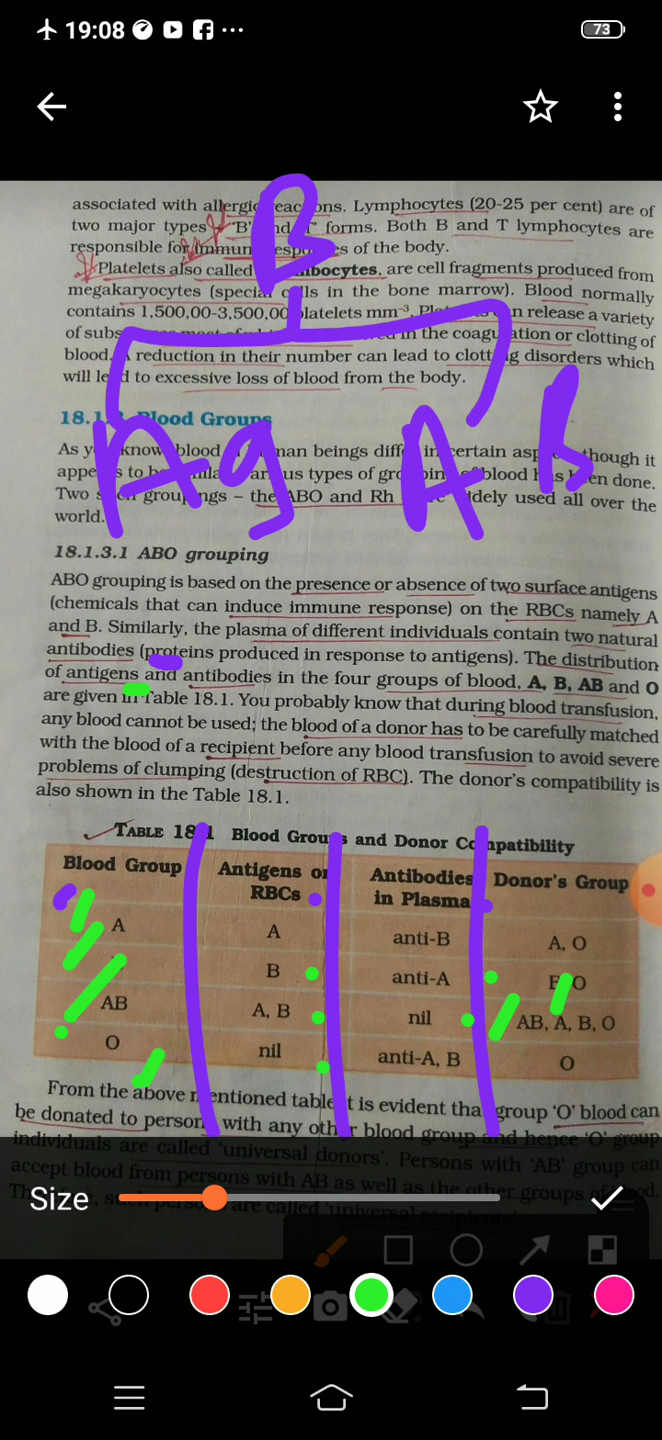 19:08
73
associated with allergic reactions. Lymphocytes (20-25 per cent) are of
two major types – 'B' and 'T' forms. Both B and T lymphocytes are
responsible for immune responses of the body.
Platelets also called thrombocytes, are cell fragments produced from
megakaryocytes (special cells in the bone marrow). Blood normally
contains 1,500,00-3,500,00 platelets mm⁻³. Platelets can release a variety
of substances most of which are involved in the coagulation or clotting of
blood. A reduction in their number can lead to clotting disorders which
will lead to excessive loss of blood from the body.
B
Ag A'B
18.1.3 Blood Groups
As you know, blood of human beings differ in certain aspects though it
appears to be similar. Various types of grouping of blood has been done.
Two such groupings – the ABO and Rh are widely used all over the
world.
18.1.3.1 ABO grouping
ABO grouping is based on the presence or absence of two surface antigens
(chemicals that can induce immune response) on the RBCs namely A
and B. Similarly, the plasma of different individuals contain two natural
antibodies (proteins produced in response to antigens). The distribution
of antigens and antibodies in the four groups of blood, A, B, AB and O
are given in Table 18.1. You probably know that during blood transfusion,
any blood cannot be used; the blood of a donor has to be carefully matched
with the blood of a recipient before any blood transfusion to avoid severe
problems of clumping (destruction of RBC). The donor's compatibility is
also shown in the Table 18.1.
TABLE 18.1 Blood Groups and Donor Compatibility
Blood Group Antigens on RBCs Antibodies in Plasma Donor's Group
A A anti-B A, O
B anti-A B, O
AB A, B nil AB, A, B, O
O nil anti-A, B O
From the above mentioned table it is evident that group 'O' blood can
be donated to persons with any other blood group and hence 'O' group
individuals are called 'universal donors'. Persons with 'AB' group can
accept blood from persons with AB as well as the other groups of blood.
Therefore, such persons are called 'universal recipients'.
Size